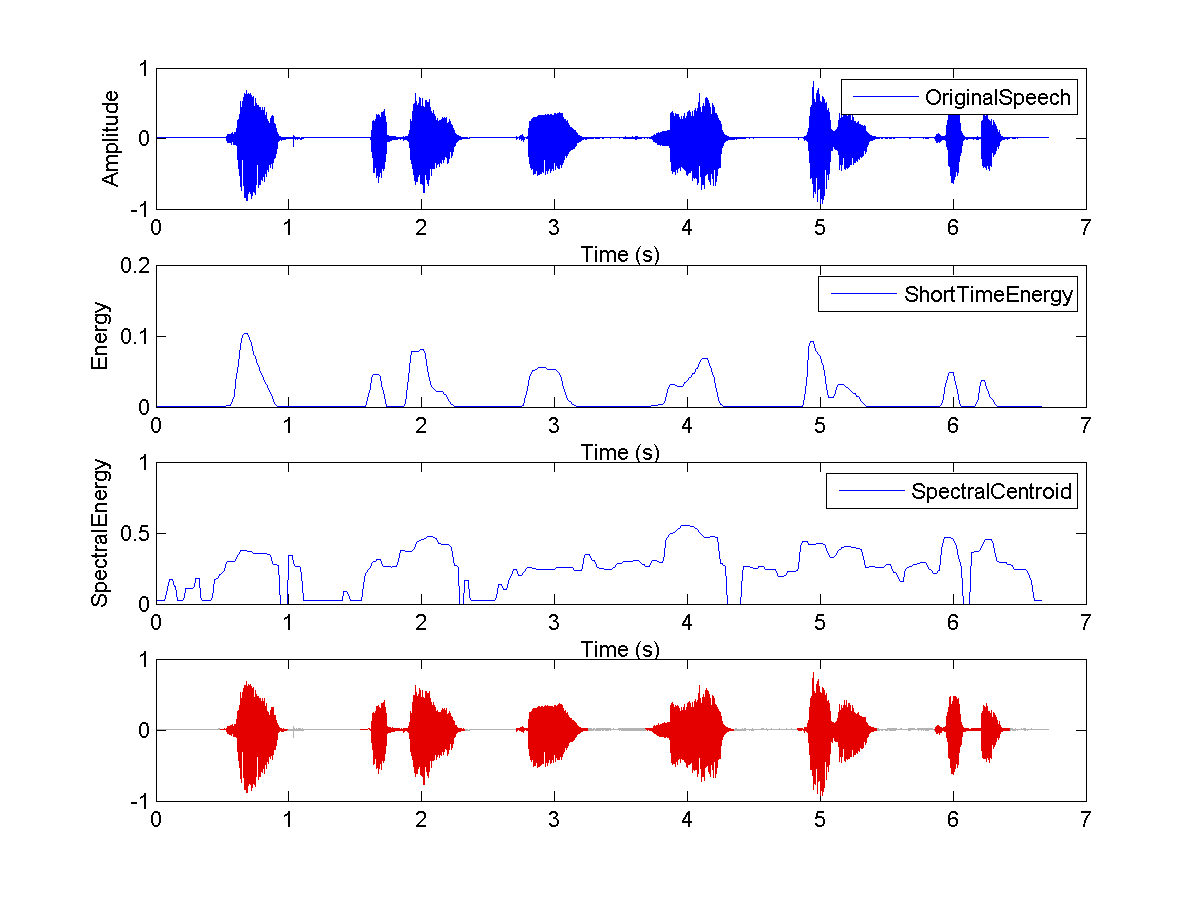 1
OriginalSpeech
Amplitude
0
-1
0 1 2 3 4 5 6 7
Time (s)
0.2
ShortTimeEnergy
Energy
0.1
0
0 1 2 3 4 5 6 7
Time (s)
1
SpectralCentroid
SpectralEnergy
0.5
0
0 1 2 3 4 5 6 7
Time (s)
1
0
-1
0 1 2 3 4 5 6 7